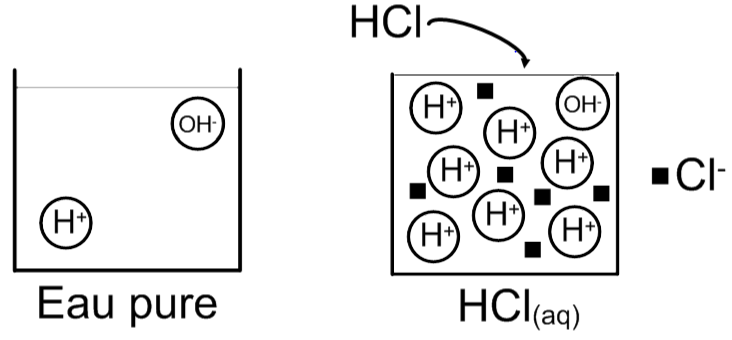 HCl
OH-
H+
Eau pure
H+
OH-
H+
H+
H+
H+
H+
H+
Cl-
HCl(aq)